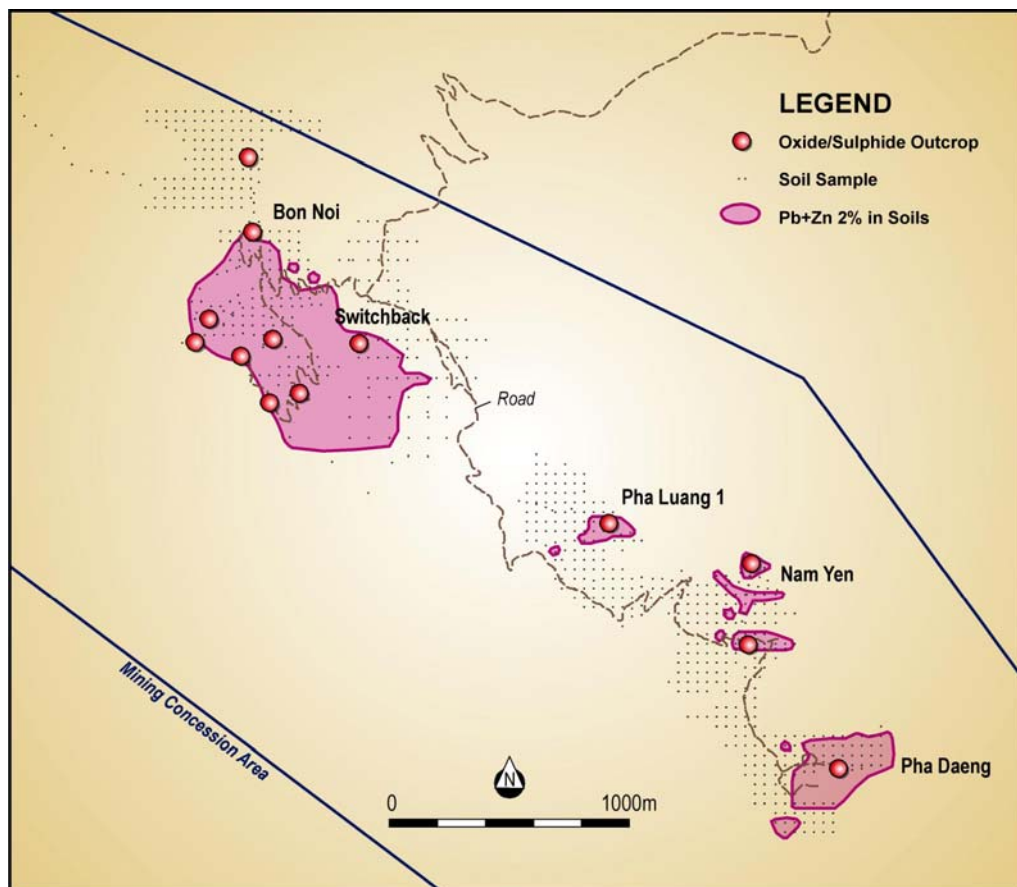 LEGEND
Oxide/Sulphide Outcrop
Soil Sample
Pb+Zn 2% in Soils
Bon Noi
Switchback
Road
Pha Luang 1
Nam Yen
Mining Concession Area
Pha Daeng
N
0 1000m